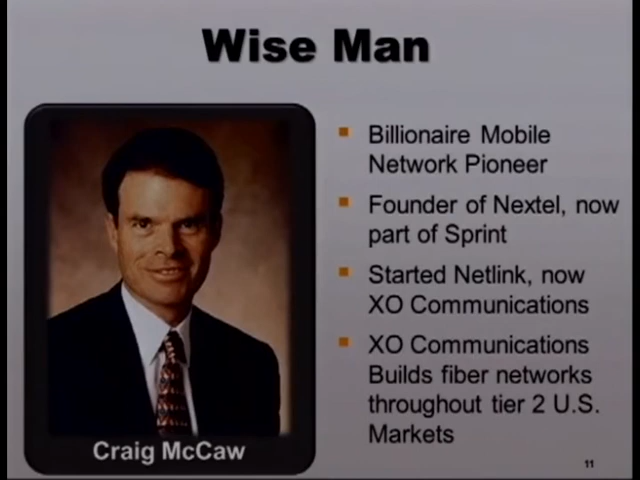 Wise Man
Billionaire Mobile
Network Pioneer
Founder of Nextel, now
part of Sprint
Started Netlink, now
XO Communications
XO Communications
Builds fiber networks
throughout tier 2 U.S.
Markets
Craig McCaw
11